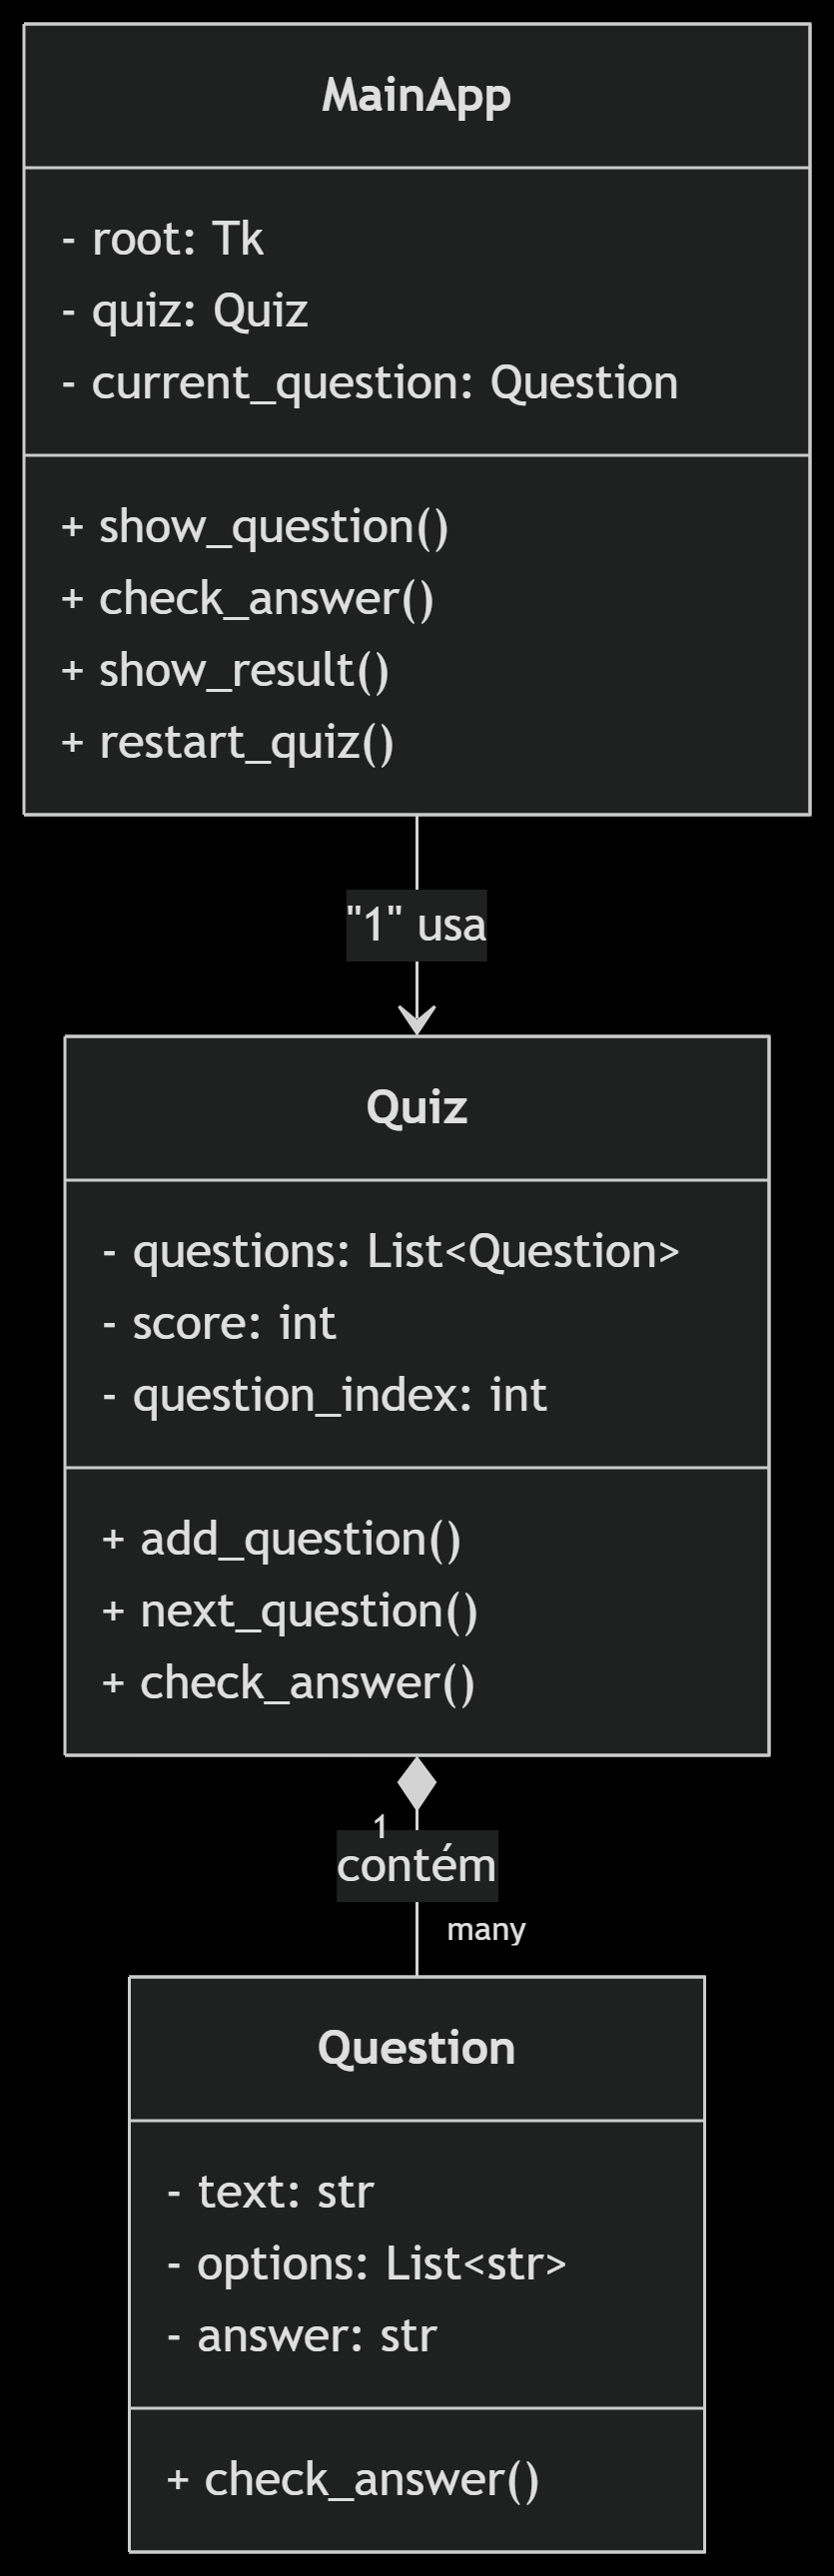 MainApp
- root: Tk
- quiz: Quiz
- current_question: Question
+ show_question()
+ check_answer()
+ show_result()
+ restart_quiz()
"1" usa
Quiz
- questions: List<Question>
- score: int
- question_index: int
+ add_question()
+ next_question()
+ check_answer()
1
contém
many
Question
- text: str
- options: List<str>
- answer: str
+ check_answer()